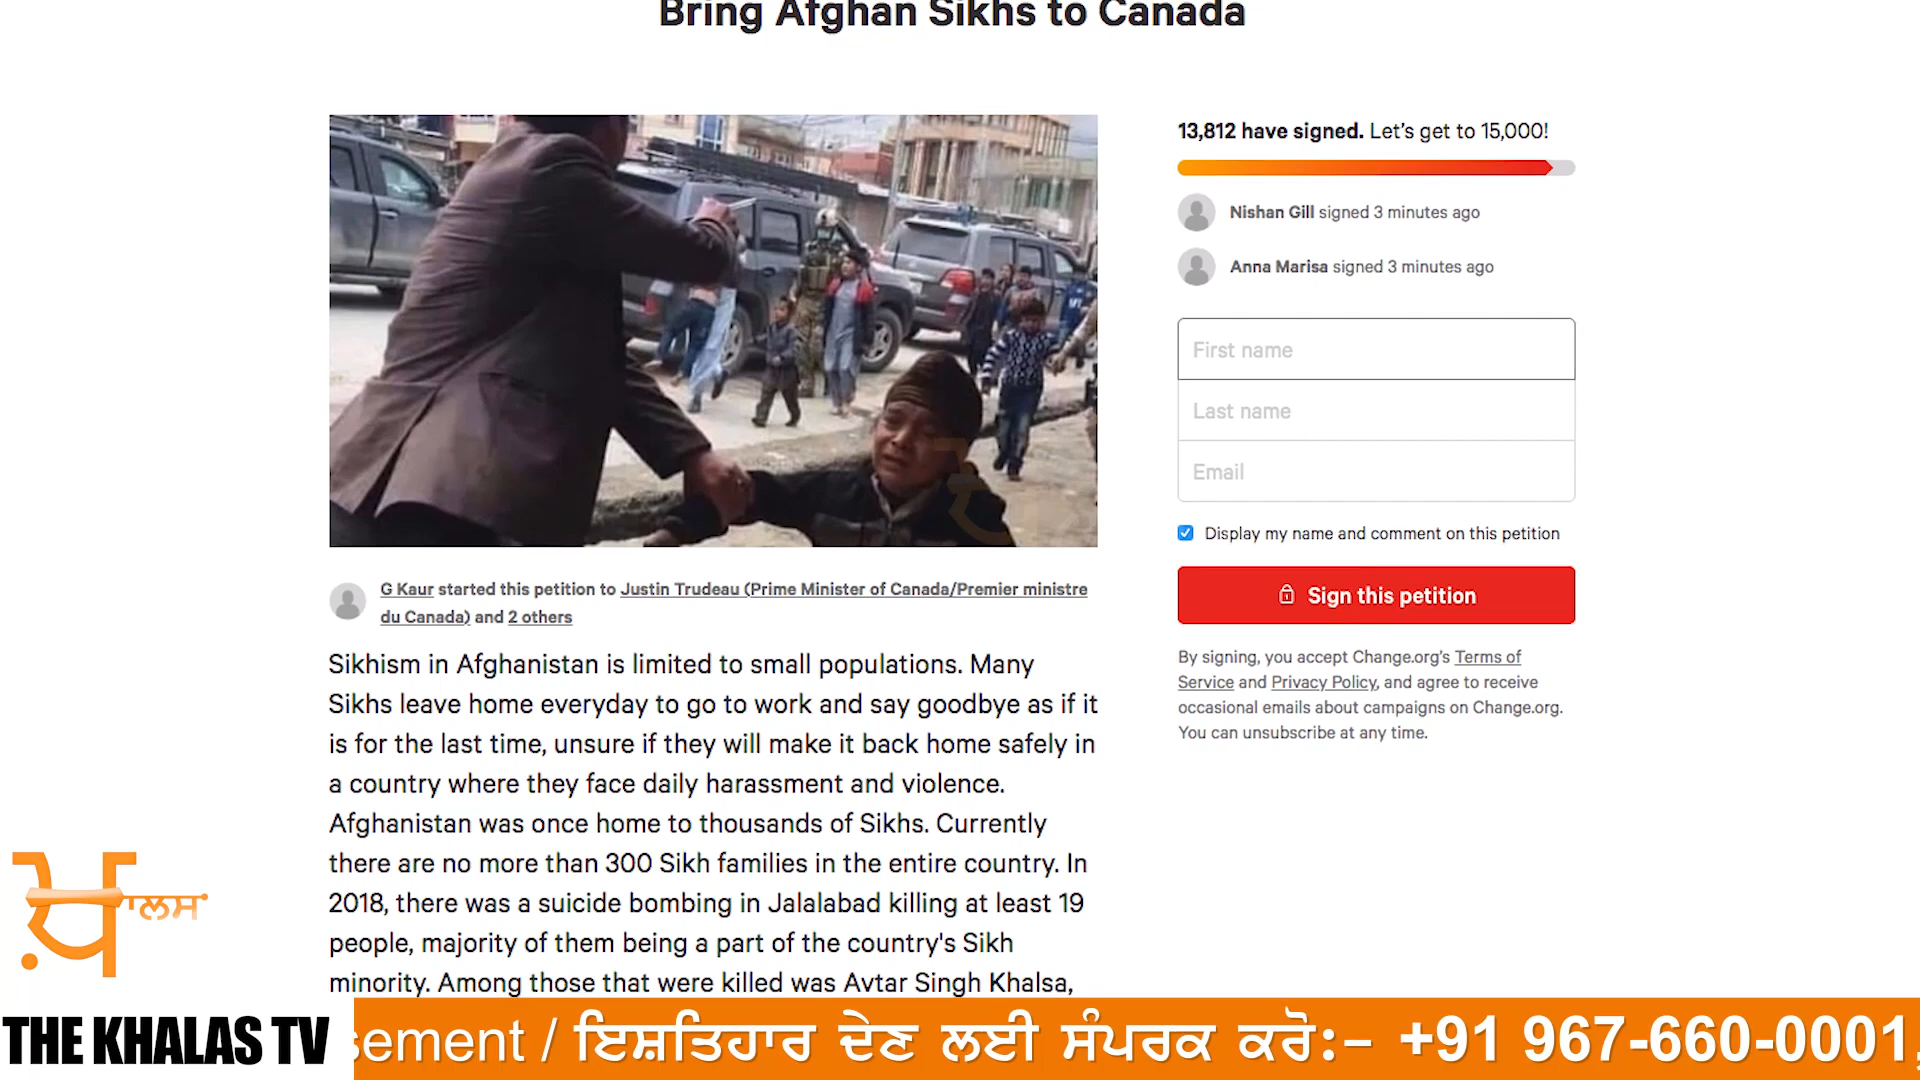 Bring Afghan Sikhs to Canada
13,812 have signed. Let's get to 15,000!
Nishan Gill signed 3 minutes ago
Anna Marisa signed 3 minutes ago
First name
Last name
Email
Display my name and comment on this petition
Sign this petition
By signing, you accept Change.org's Terms of
Service and Privacy Policy, and agree to receive
occasional emails about campaigns on Change.org.
You can unsubscribe at any time.
G Kaur started this petition to Justin Trudeau (Prime Minister of Canada/Premier ministre
du Canada) and 2 others
Sikhism in Afghanistan is limited to small populations. Many
Sikhs leave home everyday to go to work and say goodbye as if it
is for the last time, unsure if they will make it back home safely in
a country where they face daily harassment and violence.
Afghanistan was once home to thousands of Sikhs. Currently
there are no more than 300 Sikh families in the entire country. In
2018, there was a suicide bombing in Jalalabad killing at least 19
people, majority of them being a part of the country's Sikh
minority. Among those that were killed was Avtar Singh Khalsa,
ਖ਼ਾਲਸ
THE KHALAS TV
sement / ਇਸ਼ਤਿਹਾਰ ਦੇਣ ਲਈ ਸੰਪਰਕ ਕਰੋ:- +91 967-660-0001,